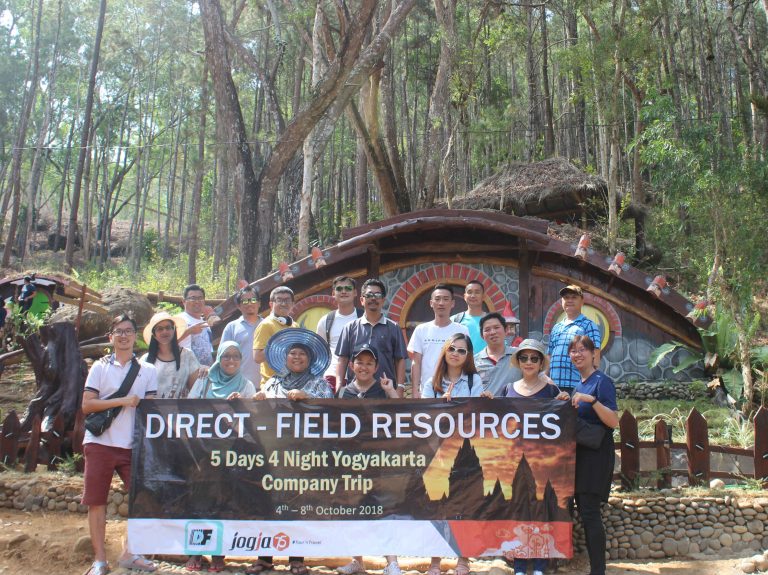 DIRECT - FIELD RESOURCES
5 Days 4 Night Yogyakarta
Company Trip
4th – 8th October 2018
DF
jogja